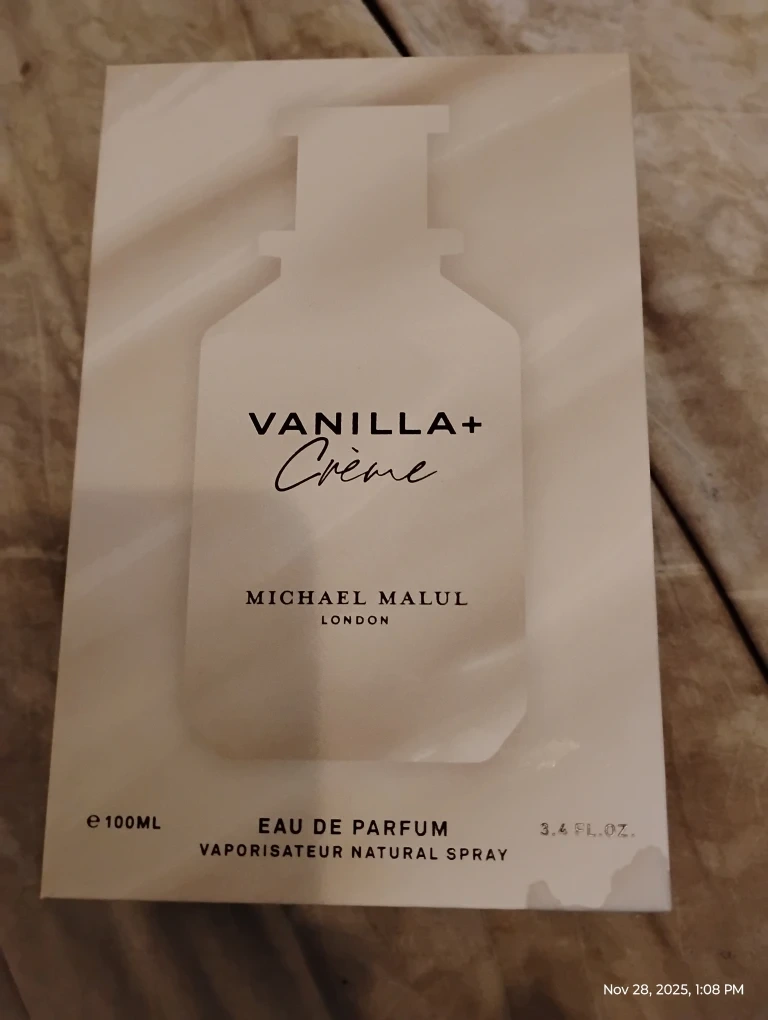 VANILLA+
Crème
MICHAEL MALUL
LONDON
℮100ML
EAU DE PARFUM
VAPORISATEUR NATURAL SPRAY
3.4 FL.OZ.
Nov 28, 2025, 1:08 PM